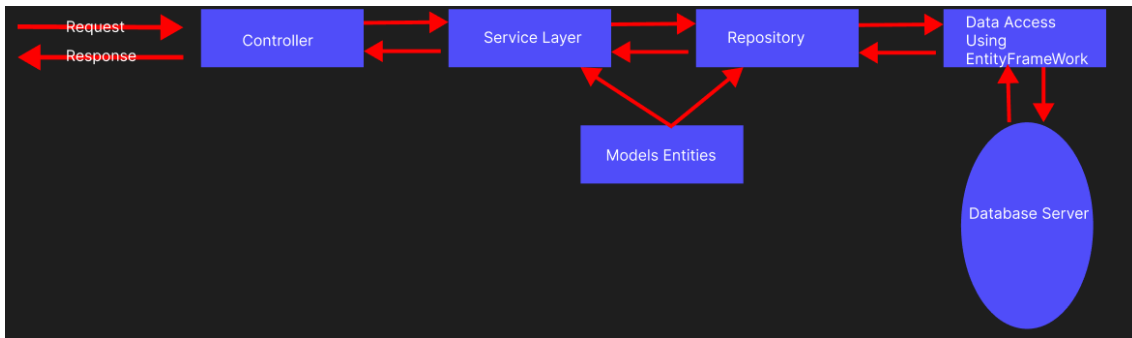 Request
Response
Controller
Service Layer
Repository
Data Access
Using
EntityFrameWork
Models Entities
Database Server